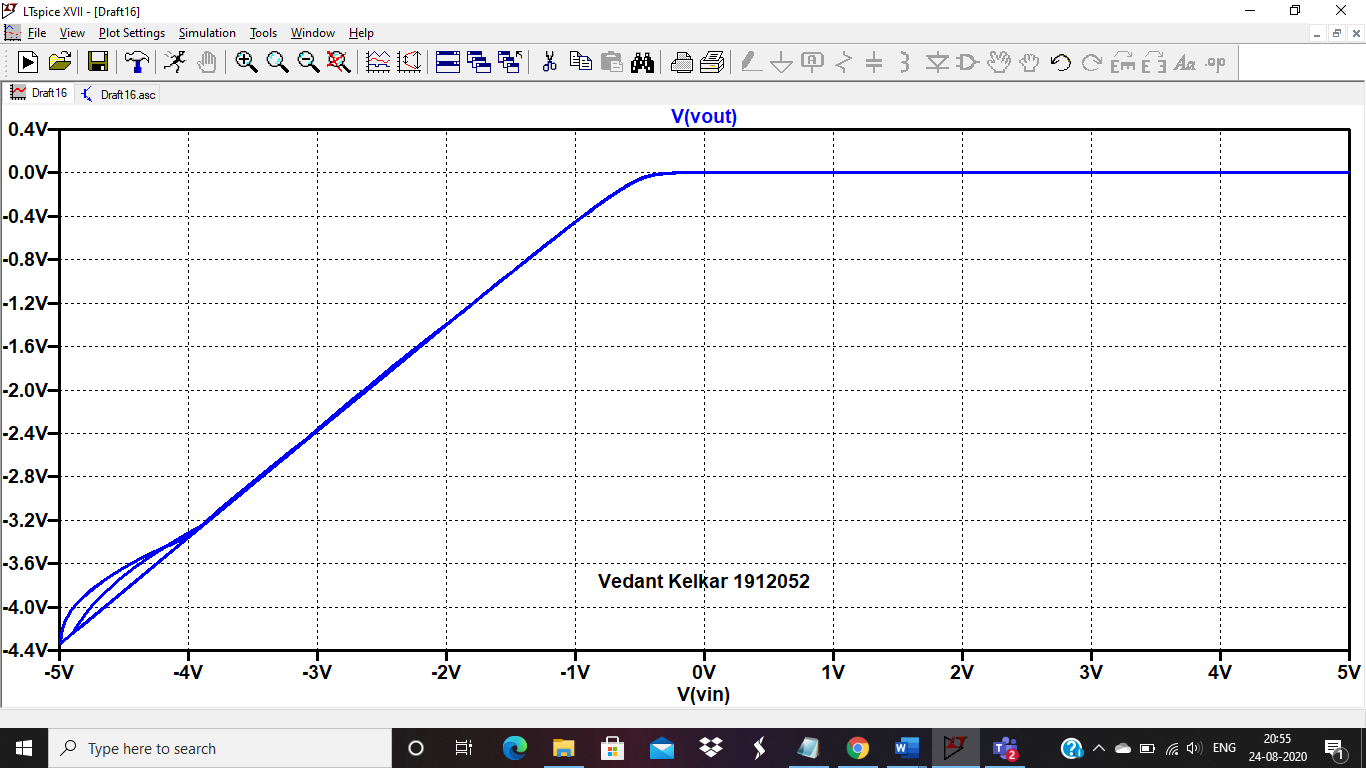 LTspice XVII - [Draft16]
File View Plot Settings Simulation Tools Window Help
Draft16 Draft16.asc
V(vout)
0.4V
0.0V
-0.4V
-0.8V
-1.2V
-1.6V
-2.0V
-2.4V
-2.8V
-3.2V
-3.6V
-4.0V
-4.4V
Vedant Kelkar 1912052
-5V -4V -3V -2V -1V 0V 1V 2V 3V 4V 5V
V(vin)
Type here to search
ENG
20:55
24-08-2020
2
1